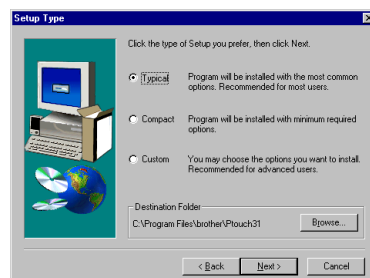 Setup Type
Click the type of Setup you prefer, then click Next.
Typical Program will be installed with the most common
options. Recommended for most users.
Compact Program will be installed with minimum required
options.
Custom You may choose the options you want to install.
Recommended for advanced users.
Destination Folder
C:\Program Files\brother\Ptouch31 Browse...
< Back Next > Cancel